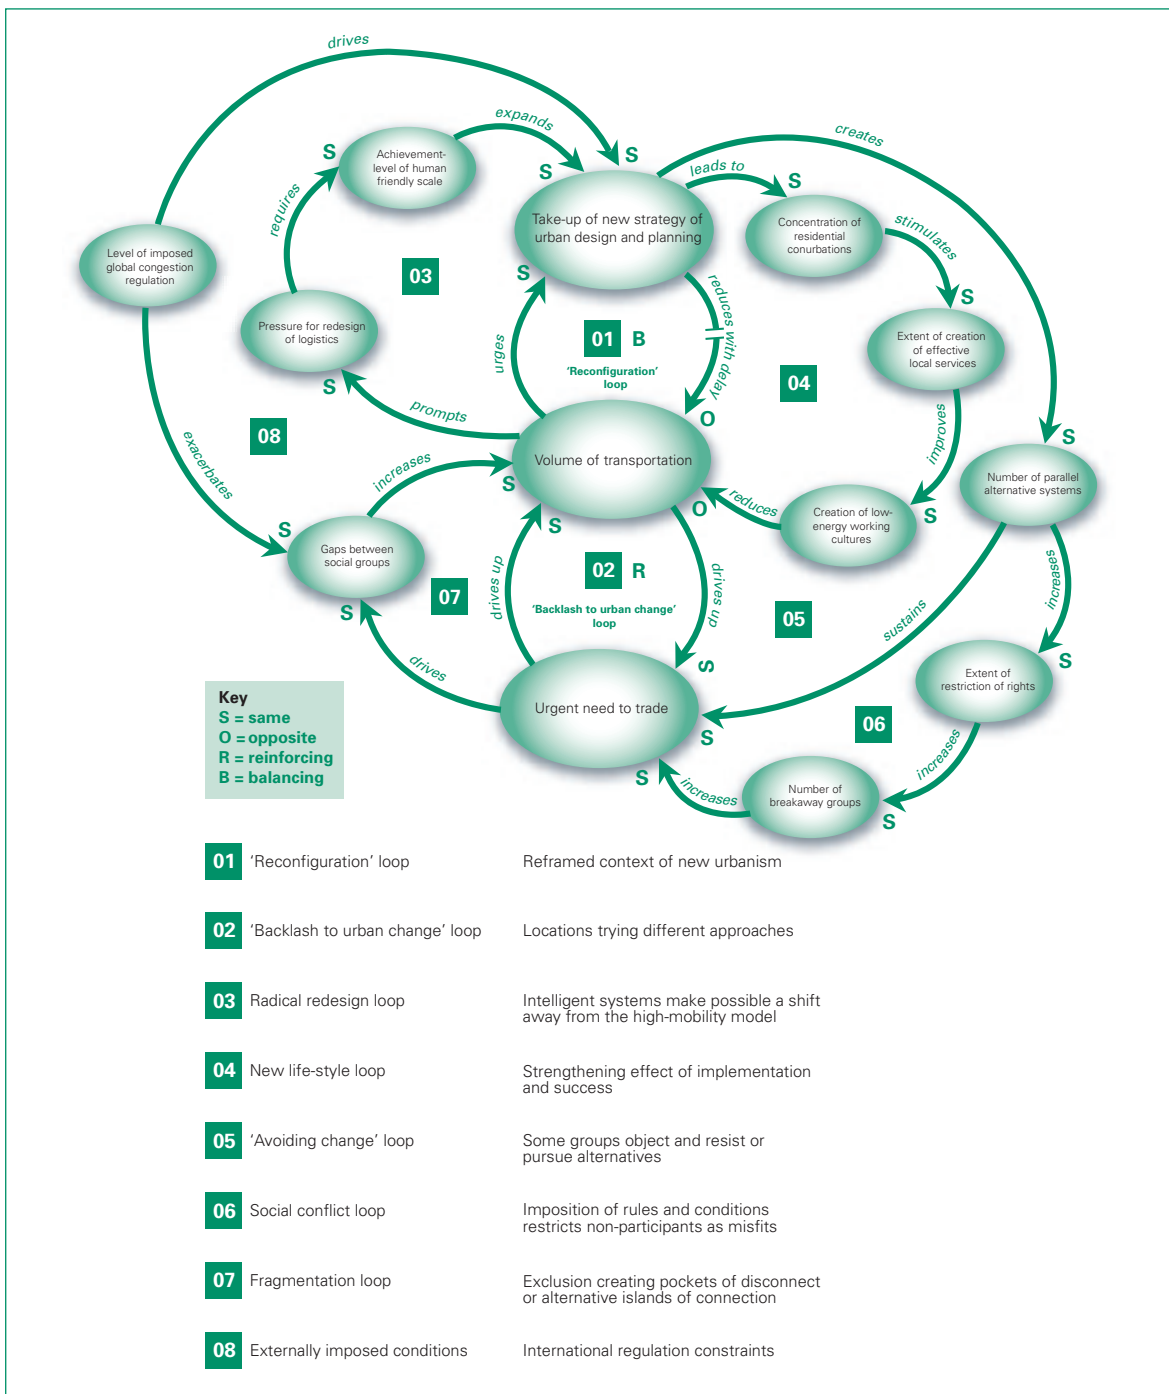 drives
expands
creates
S
Achievement-
level of human
friendly scale
S
S
leads to
S
requires
Take-up of new strategy of
urban design and planning
Concentration of
residential
conurbations
stimulates
Level of imposed
global congestion
regulation
03
S
reduces with delay
S
Pressure for redesign
of logistics
01 B
Extent of creation
of effective
local services
urges
'Reconfiguration'
loop
04
S
prompts
O
08
improves
S
exacerbates
increases
Volume of transportation
Number of parallel
alternative systems
S
reduces
S
O
Creation of low-
energy working
cultures
S
S
S
Gaps between
social groups
02 R
drives up
drives up
increases
07
'Backlash to urban change'
loop
05
sustains
S
S
S
drives
Extent of
restriction of rights
Urgent need to trade
S
06
Key
S = same
O = opposite
R = reinforcing
B = balancing
S
increases
increases
Number of
breakaway groups
S
01 'Reconfiguration' loop Reframed context of new urbanism
02 'Backlash to urban change' loop Locations trying different approaches
03 Radical redesign loop Intelligent systems make possible a shift
away from the high-mobility model
04 New life-style loop Strengthening effect of implementation
and success
05 'Avoiding change' loop Some groups object and resist or
pursue alternatives
06 Social conflict loop Imposition of rules and conditions
restricts non-participants as misfits
07 Fragmentation loop Exclusion creating pockets of disconnect
or alternative islands of connection
08 Externally imposed conditions International regulation constraints